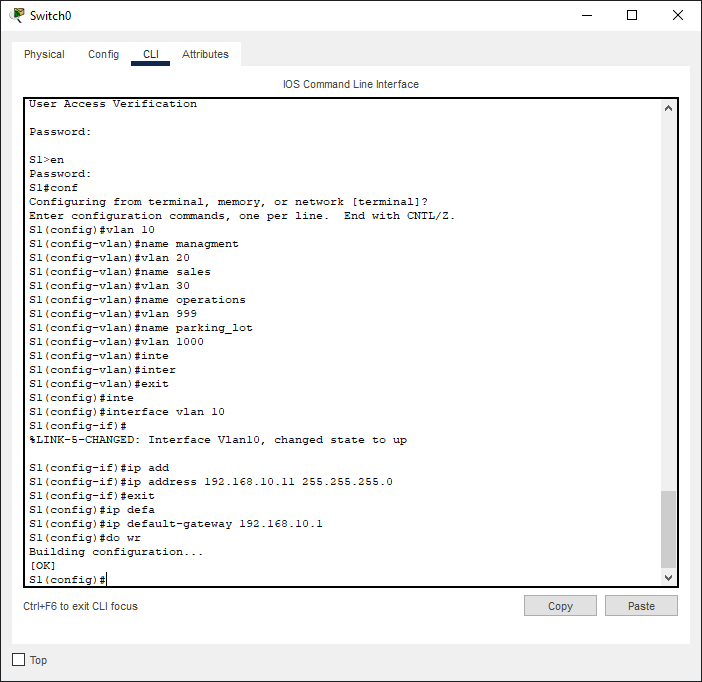 Switch0
Physical Config CLI Attributes
IOS Command Line Interface
User Access Verification
Password:
S1>en
Password:
S1#conf
Configuring from terminal, memory, or network [terminal]?
Enter configuration commands, one per line.  End with CNTL/Z.
S1(config)#vlan 10
S1(config-vlan)#name managment
S1(config-vlan)#vlan 20
S1(config-vlan)#name sales
S1(config-vlan)#vlan 30
S1(config-vlan)#name operations
S1(config-vlan)#vlan 999
S1(config-vlan)#name parking_lot
S1(config-vlan)#vlan 1000
S1(config-vlan)#inte
S1(config-vlan)#inter
S1(config-vlan)#exit
S1(config)#inte
S1(config)#interface vlan 10
S1(config-if)#
%LINK-5-CHANGED: Interface Vlan10, changed state to up
S1(config-if)#ip add
S1(config-if)#ip address 192.168.10.11 255.255.255.0
S1(config-if)#exit
S1(config)#ip defa
S1(config)#ip default-gateway 192.168.10.1
S1(config)#do wr
Building configuration...
[OK]
S1(config)#
Ctrl+F6 to exit CLI focus
Copy Paste
Top